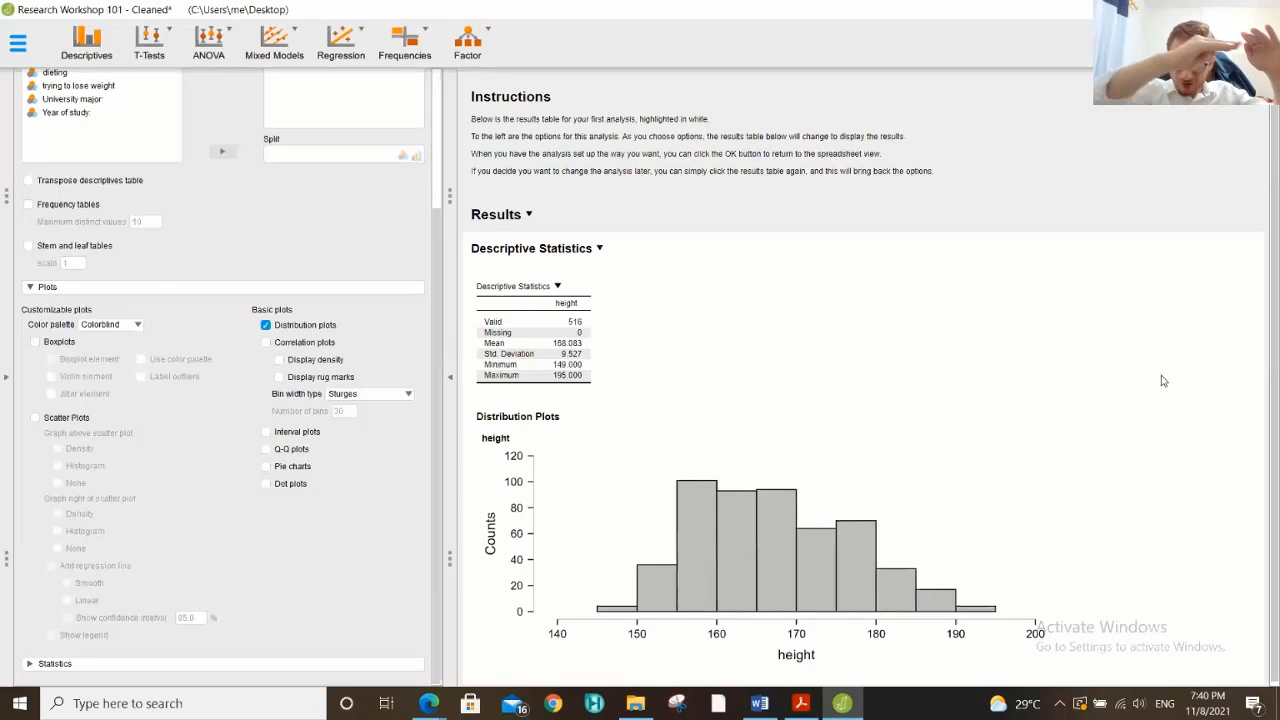 Research Workshop 101 - Cleaned* (C:\Users\me\Desktop)
Descriptives T-Tests ANOVA Mixed Models Regression Frequencies Factor
dieting
trying to lose weight
University major:
Year of study:
Split
Transpose descriptives table
Frequency tables
Maximum distinct values 10
Stem and leaf tables
scale 1
Plots
Customizable plots
Color palette Colorblind
Boxplots
Boxplot element Use color palette
Violin element Label outliers
Jitter element
Scatter Plots
Graph above scatter plot
Density
Histogram
None
Graph right of scatter plot
Density
Histogram
None
Add regression line
Smooth
Linear
Show confidence interval 95.0 %
Show legend
Statistics
Basic plots
Distribution plots
Correlation plots
Display density
Display rug marks
Bin width type Sturges
Number of bins 30
Interval plots
Q-Q plots
Pie charts
Dot plots
Instructions
Below is the results table for your first analysis, highlighted in white.
To the left are the options for this analysis. As you choose options, the results table below will change to display the results.
When you have the analysis set up the way you want, you can click the OK button to return to the spreadsheet view.
If you decide you want to change the analysis later, you can simply click the results table again, and this will bring back the options.
Results
Descriptive Statistics
Descriptive Statistics
height
Valid 516
Missing 0
Mean 168.083
Std. Deviation 9.527
Minimum 149.000
Maximum 195.000
Distribution Plots
height
120
100
80
60
40
20
0
Counts
140 150 160 170 180 190 200
height
Activate Windows
Go to Settings to activate Windows.
Type here to search
16
29°C
7:40 PM
11/8/2021
7